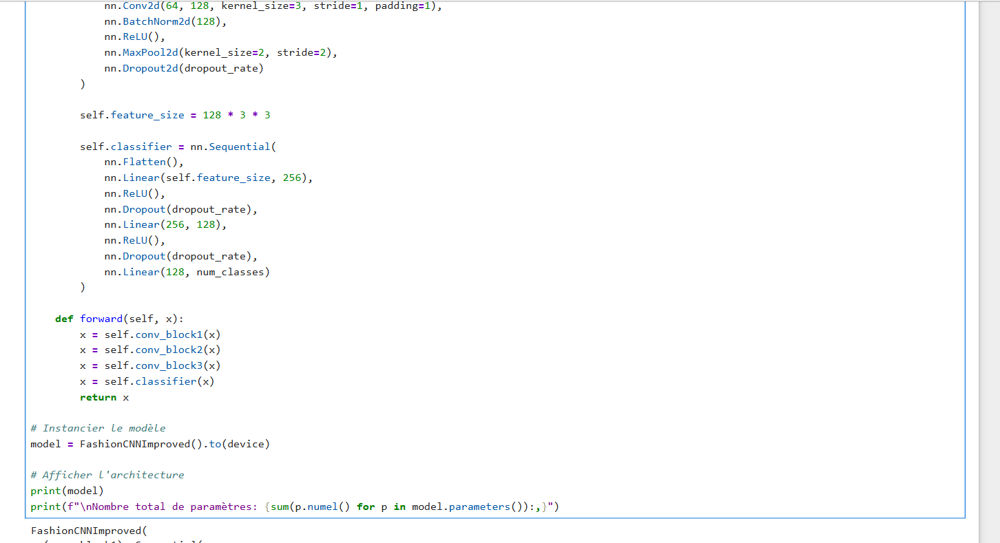 nn.Conv2d(64, 128, kernel_size=3, stride=1, padding=1),
nn.BatchNorm2d(128),
nn.ReLU(),
nn.MaxPool2d(kernel_size=2, stride=2),
nn.Dropout2d(dropout_rate)
)
self.feature_size = 128 * 3 * 3
self.classifier = nn.Sequential(
nn.Flatten(),
nn.Linear(self.feature_size, 256),
nn.ReLU(),
nn.Dropout(dropout_rate),
nn.Linear(256, 128),
nn.ReLU(),
nn.Dropout(dropout_rate),
nn.Linear(128, num_classes)
)
def forward(self, x):
x = self.conv_block1(x)
x = self.conv_block2(x)
x = self.conv_block3(x)
x = self.classifier(x)
return x
# Instancier le modèle
model = FashionCNNImproved().to(device)
# Afficher l'architecture
print(model)
print(f"\nNombre total de paramètres: {sum(p.numel() for p in model.parameters()):,}")
FashionCNNImproved(